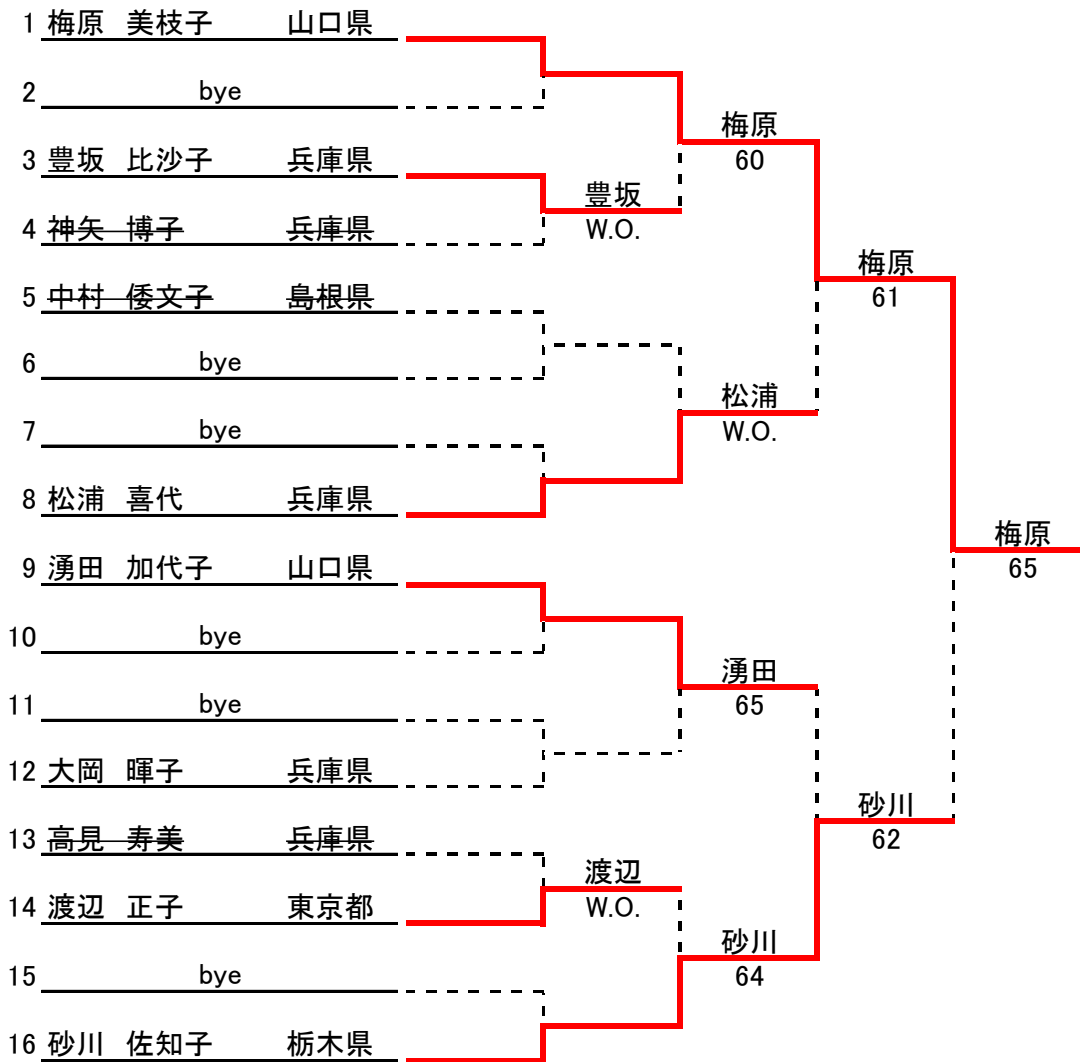 1 梅原 美枝子 山口県
2 bye
梅原
60
3 豊坂 比沙子 兵庫県
豊坂
W.O.
4 神矢 博子 兵庫県
梅原
61
5 中村 倭文子 島根県
6 bye
松浦
W.O.
7 bye
8 松浦 喜代 兵庫県
梅原
65
9 湧田 加代子 山口県
10 bye
湧田
65
11 bye
12 大岡 暉子 兵庫県
砂川
62
13 高見 寿美 兵庫県
渡辺
W.O.
14 渡辺 正子 東京都
砂川
64
15 bye
16 砂川 佐知子 栃木県